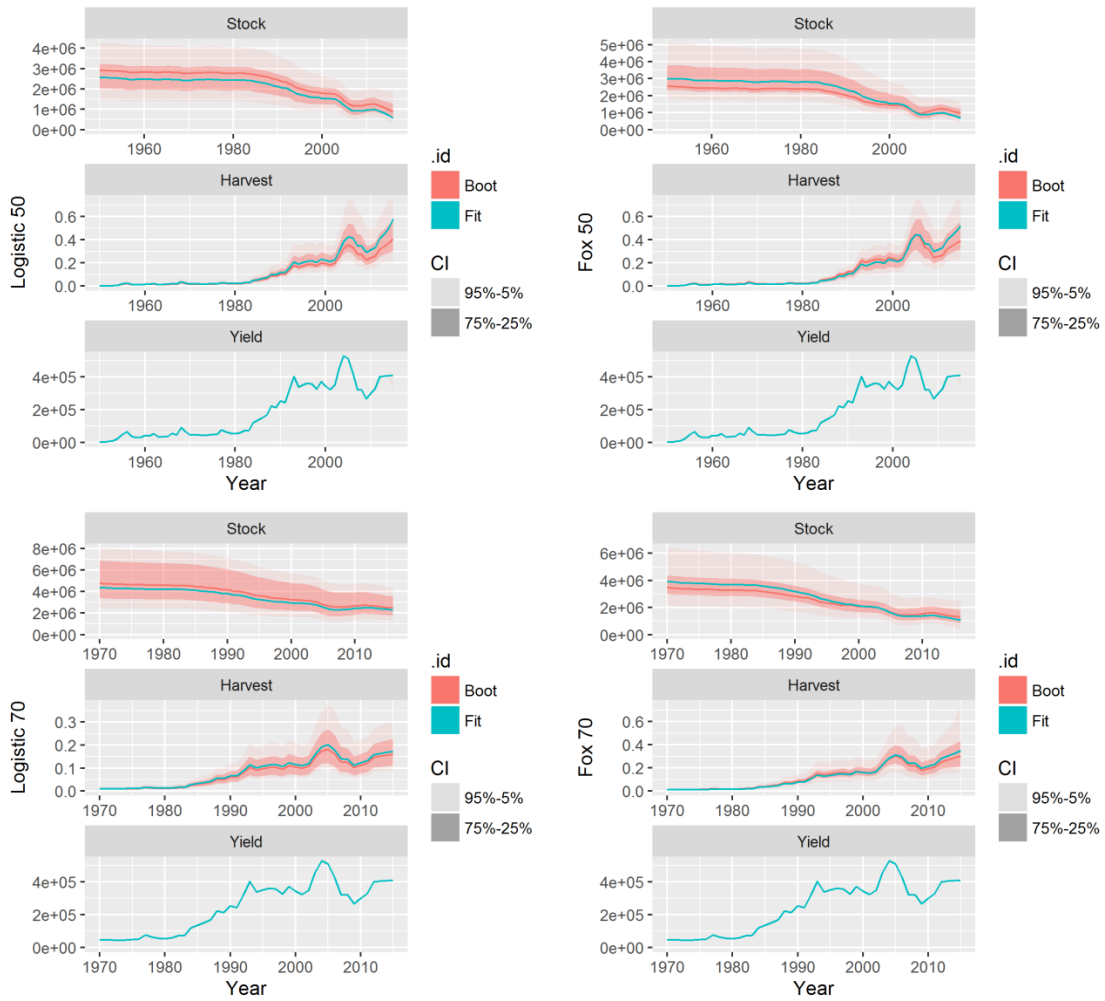 Stock
4e+06
3e+06
2e+06
1e+06
0e+00
1960 1980 2000
Harvest
0.6
0.4
0.2
0.0
1960 1980 2000
Yield
4e+05
2e+05
0e+00
1960 1980 2000
Year
Logistic 50
.id
Boot
Fit
CI
95%-5%
75%-25%
Stock
5e+06
4e+06
3e+06
2e+06
1e+06
0e+00
1960 1980 2000
Harvest
0.6
0.4
0.2
0.0
1960 1980 2000
Yield
4e+05
2e+05
0e+00
1960 1980 2000
Year
Fox 50
.id
Boot
Fit
CI
95%-5%
75%-25%
Stock
8e+06
6e+06
4e+06
2e+06
0e+00
1970 1980 1990 2000 2010
Harvest
0.3
0.2
0.1
0.0
1970 1980 1990 2000 2010
Yield
4e+05
2e+05
0e+00
1970 1980 1990 2000 2010
Year
Logistic 70
.id
Boot
Fit
CI
95%-5%
75%-25%
Stock
6e+06
4e+06
2e+06
0e+00
1970 1980 1990 2000 2010
Harvest
0.6
0.4
0.2
0.0
1970 1980 1990 2000 2010
Yield
4e+05
2e+05
0e+00
1970 1980 1990 2000 2010
Year
Fox 70
.id
Boot
Fit
CI
95%-5%
75%-25%